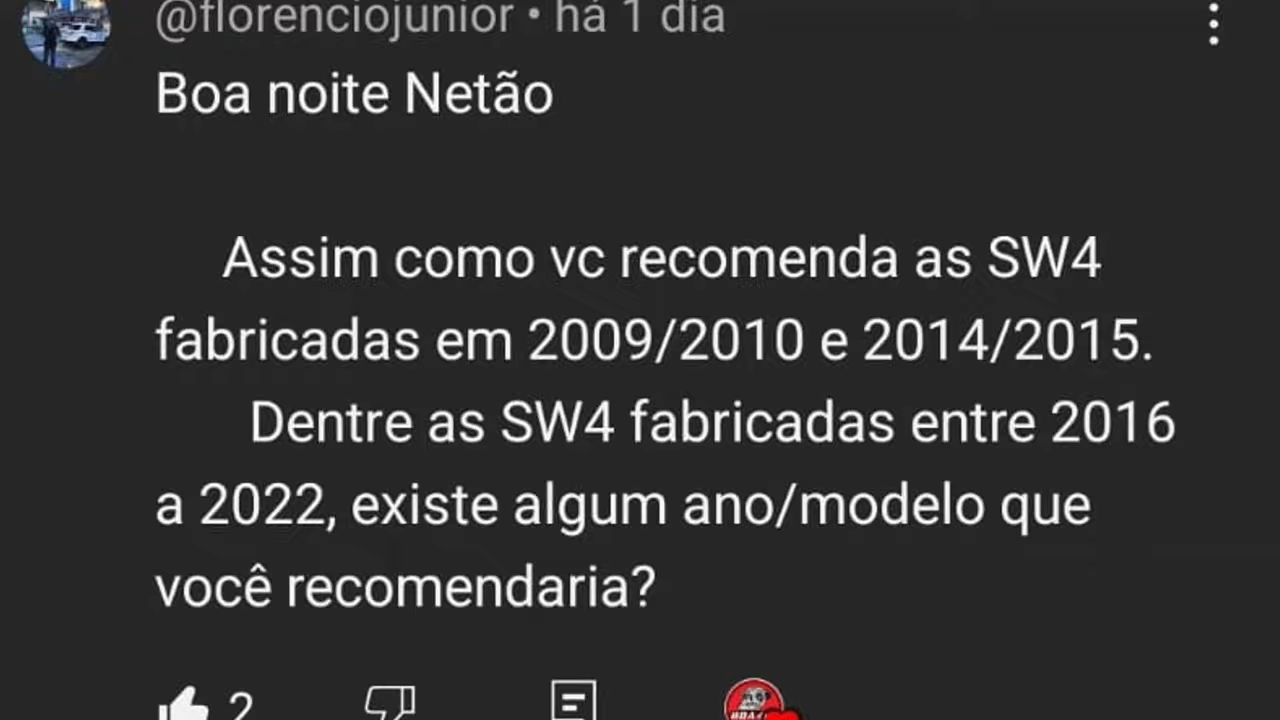 @florenciojunior • há 1 dia
Boa noite Netão
Assim como vc recomenda as SW4
fabricadas em 2009/2010 e 2014/2015.
Dentre as SW4 fabricadas entre 2016
a 2022, existe algum ano/modelo que
você recomendaria?
2